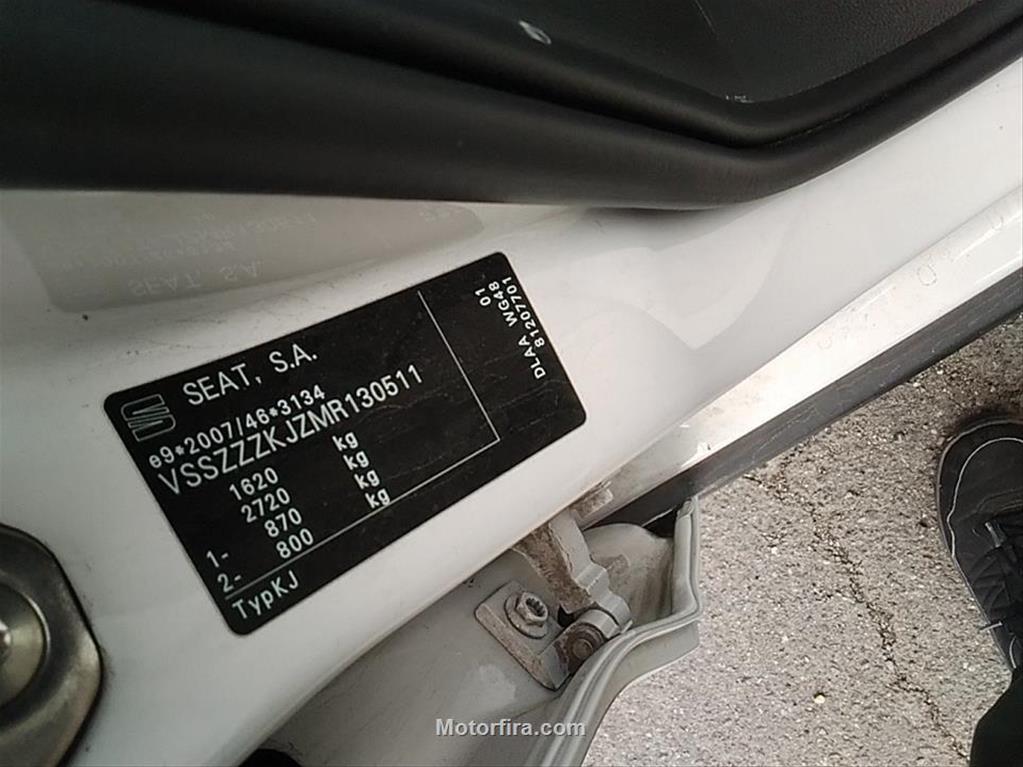 SEAT, S.A.
e9*2007/46*3134
VSSZZZKJZMR130511
1620 kg
2720 kg
1- 870 kg
2- 800 kg
TypKJ
01
DLAA WG48
81207701
Motorfira.com